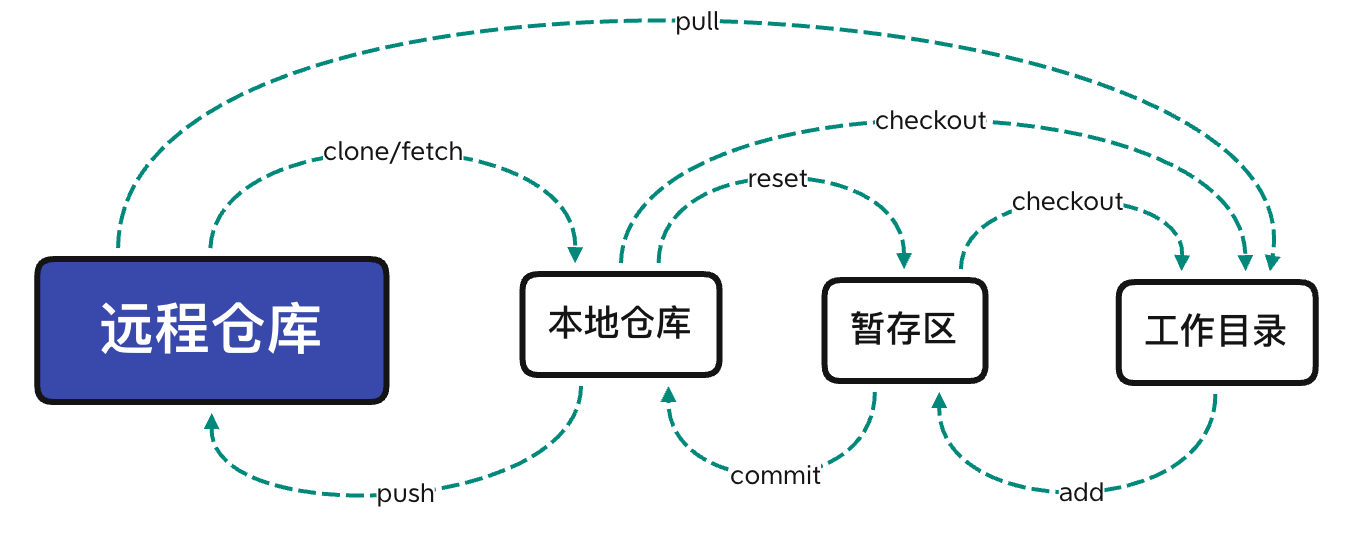 pull
checkout
clone/fetch
reset
checkout
远程仓库
本地仓库
暂存区
工作目录
commit
push
add